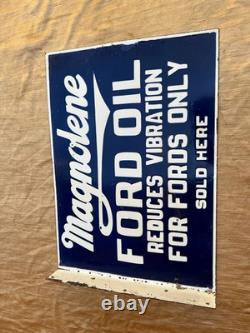 Magnolene
FORD OIL
REDUCES VIBRATION
FOR FORDS ONLY
SOLD HERE